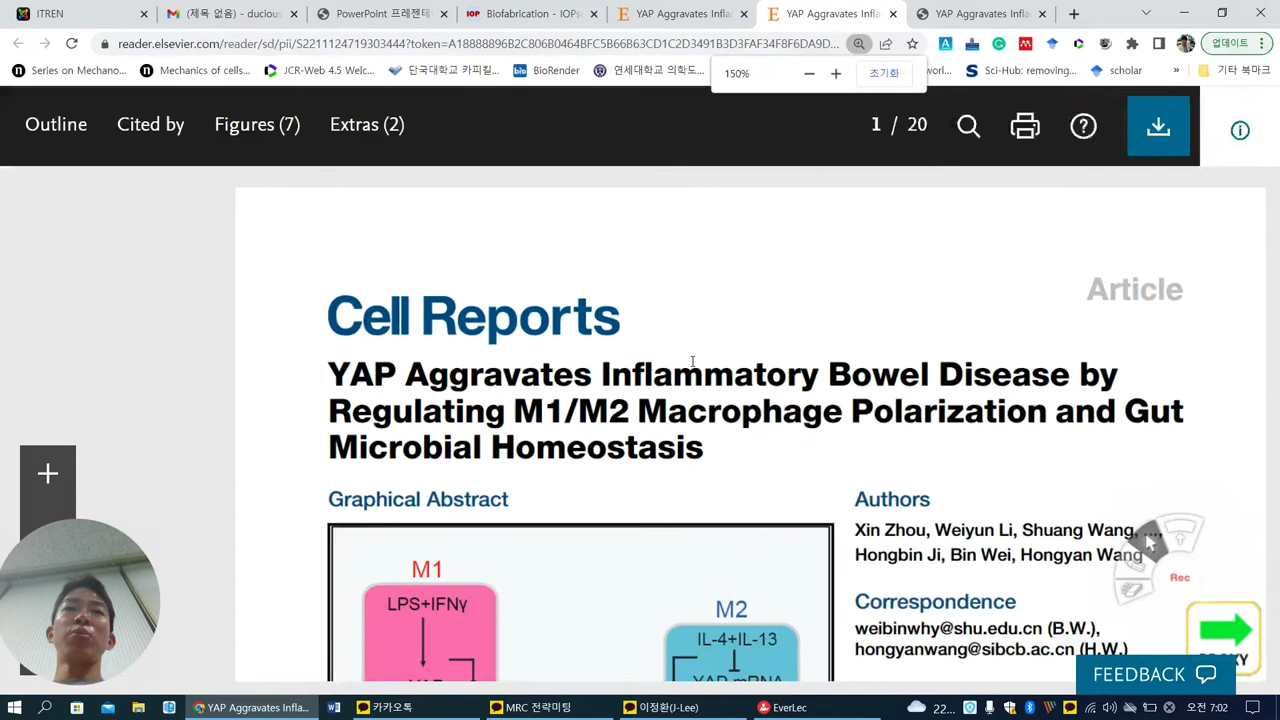 ITREN
(제목 없음) - ducious
PowerPoint 프레젠테
Biofabrication - IOPs
YAP Aggravates Inflam
YAP Aggravates Infla
YAP Aggravates Infla
reader.elsevier.com/reader/sd/pii/S2211124719303444?token=A1888
업데이트
Series on Mechano...
Mechanics of cells...
JCR-Web 4.5 Welc...
단국대학교 카피킬...
BioRender
연세대학교 의학도...
Sci-Hub: removing...
scholar
»
기타 북마크
150%
초기화
Outline
Cited by
Figures (7)
Extras (2)
1 / 20
Article
Cell Reports
YAP Aggravates Inflammatory Bowel Disease by
Regulating M1/M2 Macrophage Polarization and Gut
Microbial Homeostasis
Graphical Abstract
M1
LPS+IFNγ
M2
IL-4+IL-13
YAP mRNA
Authors
Xin Zhou, Weiyun Li, Shuang Wang, ...,
Hongbin Ji, Bin Wei, Hongyan Wang
Rec
Correspondence
weibinwhy@shu.edu.cn (B.W.),
hongyanwang@sibcb.ac.cn (H.W.)
FEEDBACK
YAP Aggravates Infla...
카카오톡
MRC 전략미팅
이정환(J-Lee)
EverLec
22...
오전 7:02